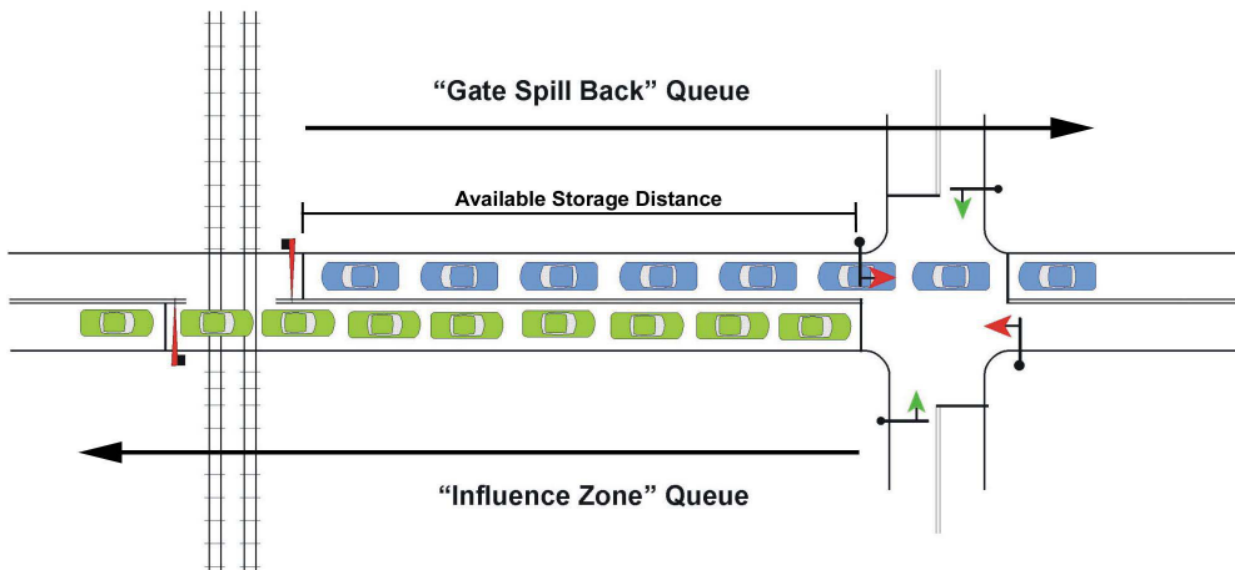 “Gate Spill Back” Queue
Available Storage Distance
“Influence Zone” Queue